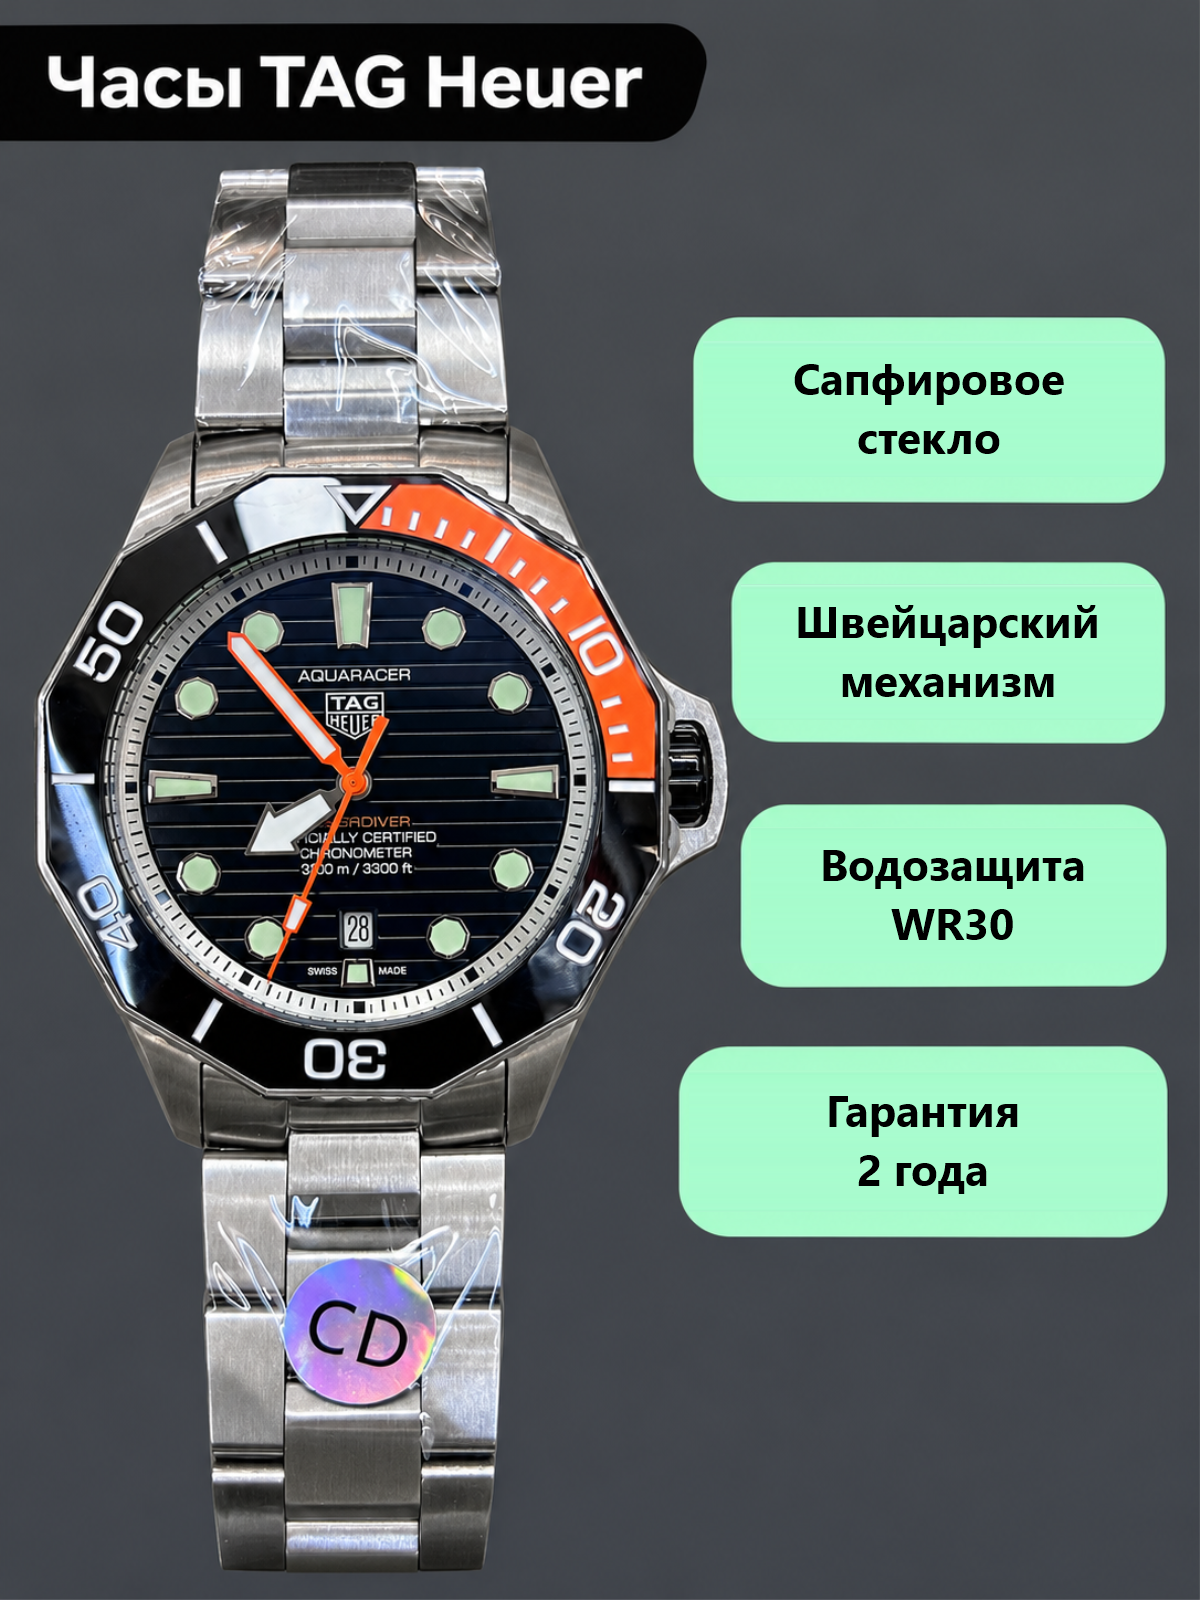 Часы TAG Heuer
Сапфировое
стекло
Швейцарский
механизм
Водозащита
WR30
Гарантия
2 года
10
20
30
40
50
AQUARACER
TAG
HEUER
CERTIFIED
CHRONOMETER
m / 3300 ft
28
SWISS MADE
CD